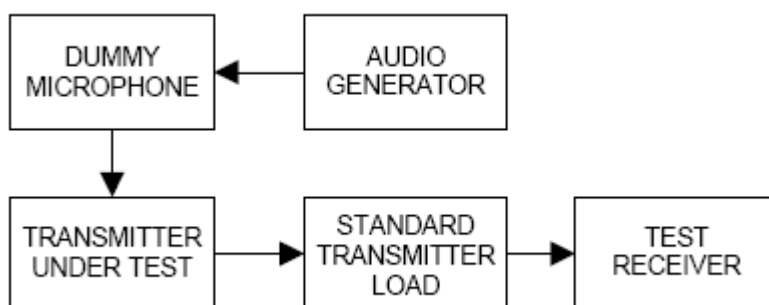 DUMMY
MICROPHONE
AUDIO
GENERATOR
TRANSMITTER
UNDER TEST
STANDARD
TRANSMITTER
LOAD
TEST
RECEIVER